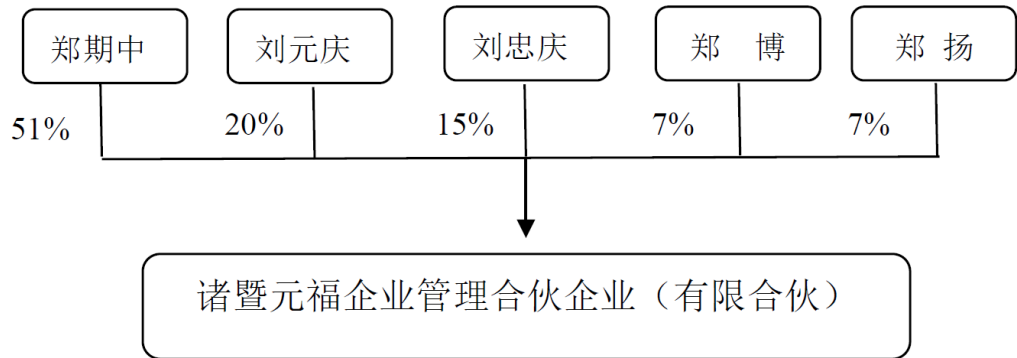 郑期中 刘元庆 刘忠庆 郑 博 郑 扬
51% 20% 15% 7% 7%
诸暨元福企业管理合伙企业（有限合伙）